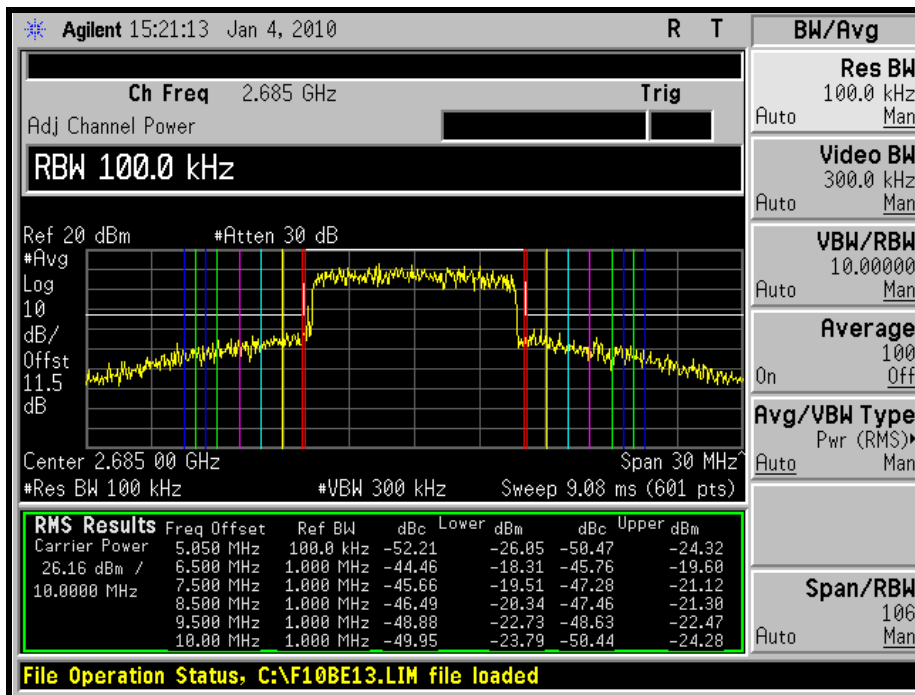 Agilent 15:21:13 Jan 4, 2010 R T
Ch Freq 2.685 GHz Trig
Adj Channel Power
RBW 100.0 kHz
Ref 20 dBm #Atten 30 dB
#Avg
Log
10
dB/
Offst
11.5
dB
Center 2.685 00 GHz Span 30 MHz^
#Res BW 100 kHz #VBW 300 kHz Sweep 9.08 ms (601 pts)
RMS Results Freq Offset Ref BW dBc Lower dBm dBc Upper dBm
Carrier Power 5.050 MHz 100.0 kHz -52.21 -26.05 -50.47 -24.32
26.16 dBm / 6.500 MHz 1.000 MHz -44.46 -18.31 -45.76 -19.60
10.0000 MHz 7.500 MHz 1.000 MHz -45.66 -19.51 -47.28 -21.12
8.500 MHz 1.000 MHz -46.49 -20.34 -47.46 -21.30
9.500 MHz 1.000 MHz -48.88 -22.73 -48.63 -22.47
10.00 MHz 1.000 MHz -49.95 -23.79 -50.44 -24.28
File Operation Status, C:\F10BE13.LIM file loaded
BW/Avg
Res BW
100.0 kHz
Auto Man
Video BW
300.0 kHz
Auto Man
VBW/RBW
10.00000
Auto Man
Average
100
On Off
Avg/VBW Type
Pwr (RMS)▸
Auto Man
Span/RBW
106
Auto Man